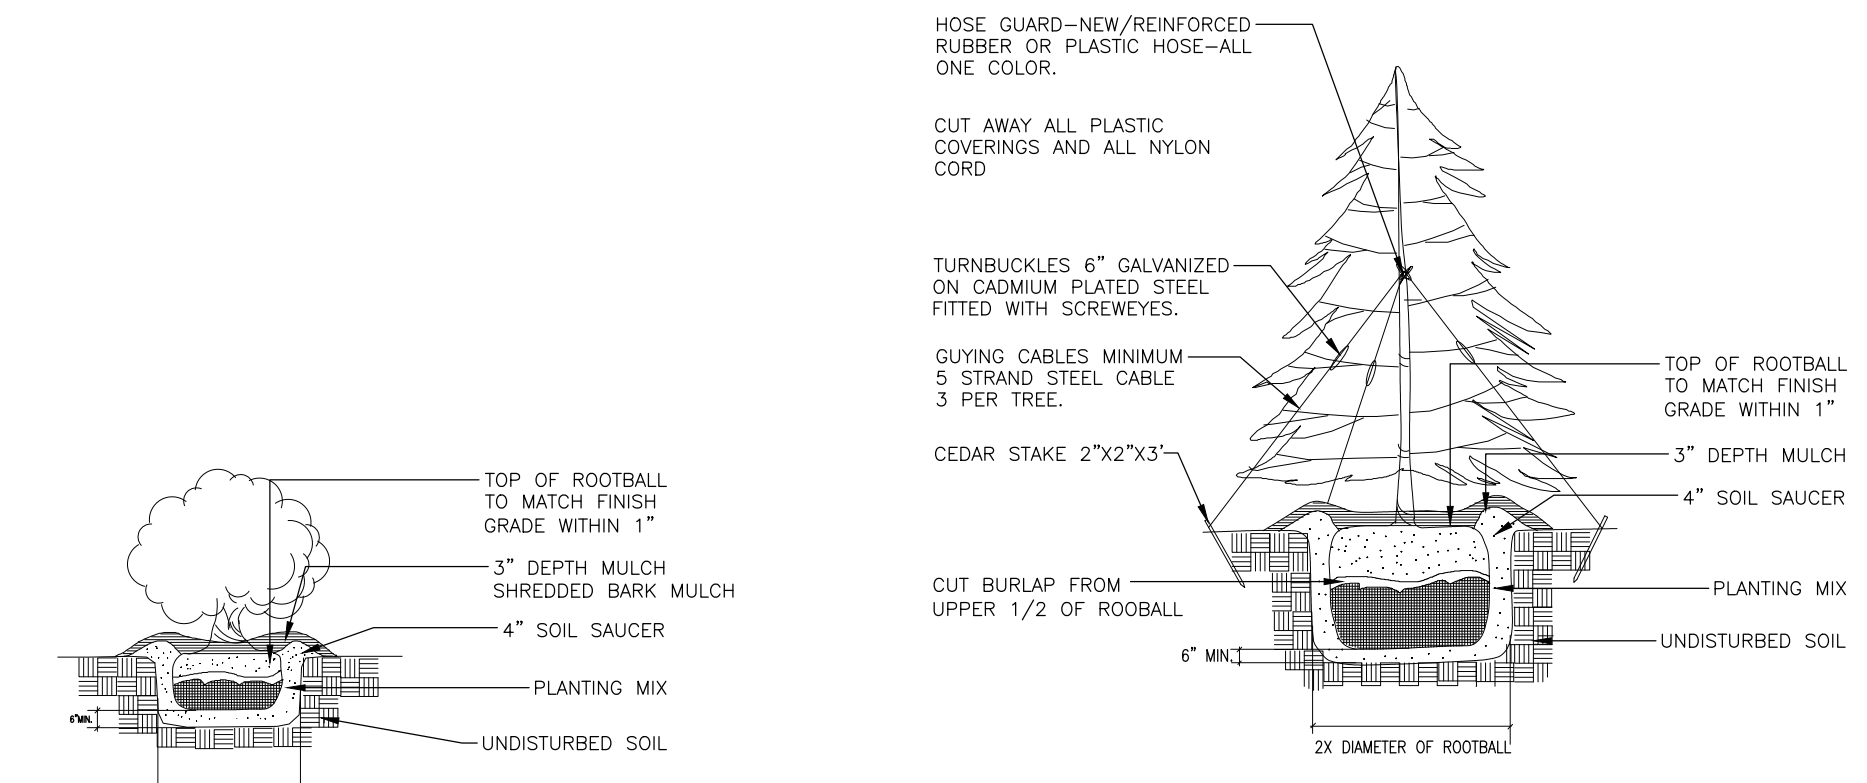 HOSE GUARD-NEW/REINFORCED
RUBBER OR PLASTIC HOSE-ALL
ONE COLOR.
CUT AWAY ALL PLASTIC
COVERINGS AND ALL NYLON
CORD
TURNBUCKLES 6" GALVANIZED
ON CADMIUM PLATED STEEL
FITTED WITH SCREWEYES.
GUYING CABLES MINIMUM
5 STRAND STEEL CABLE
3 PER TREE.
CEDAR STAKE 2"X2"X3'
CUT BURLAP FROM
UPPER 1/2 OF ROOBALL
6" MIN.
2X DIAMETER OF ROOTBALL
TOP OF ROOTBALL
TO MATCH FINISH
GRADE WITHIN 1"
3" DEPTH MULCH
4" SOIL SAUCER
PLANTING MIX
UNDISTURBED SOIL
TOP OF ROOTBALL
TO MATCH FINISH
GRADE WITHIN 1"
3" DEPTH MULCH
SHREDDED BARK MULCH
4" SOIL SAUCER
PLANTING MIX
6"MIN.
UNDISTURBED SOIL